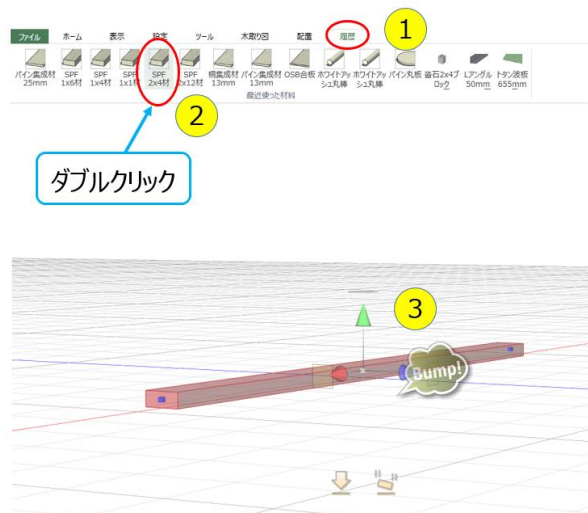 ファイル ホーム 表示 設定 ツール 木取り図 配置 履歴
1
パイン集成材 25mm
SPF 1x6材
SPF 1x4材
SPF 1x1材
SPF 2x4材
SPF 2x12材
桐集成材 13mm
パイン集成材 13mm
OSB合板
ホワイトアッシュ丸棒
ホワイトアッシュ丸棒
パイン丸板
沓石2x4ブロック
Lアングル 50mm
トタン波板 655mm
最近使った材料
2
ダブルクリック
3
Bump!